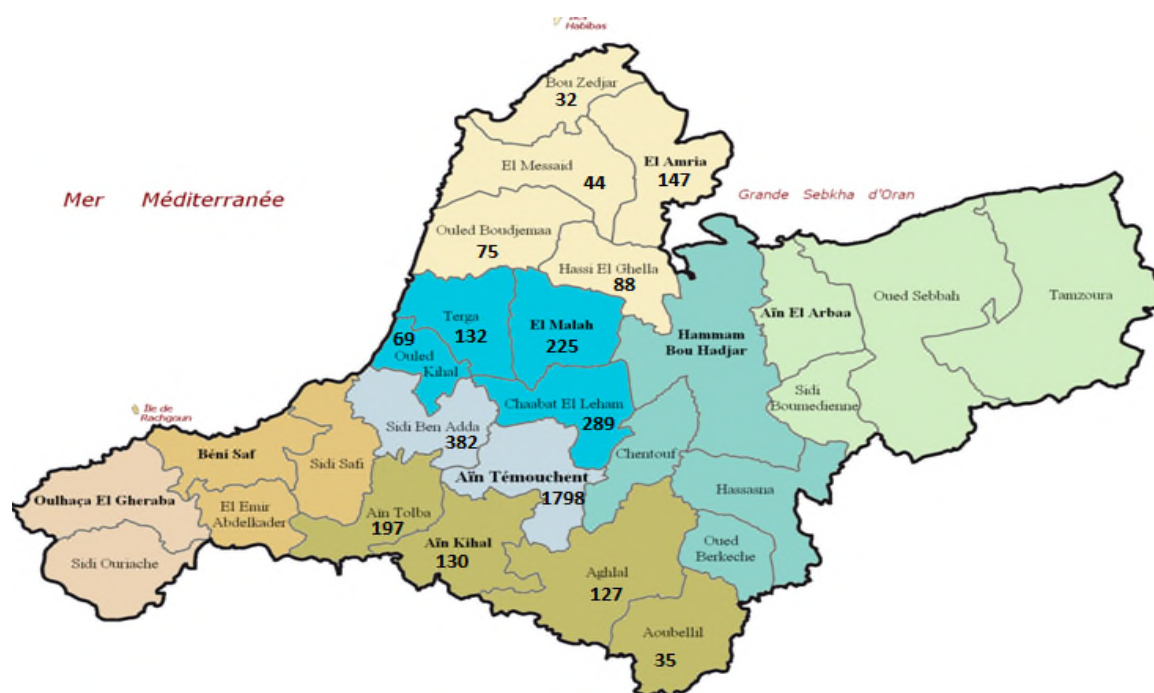 Habibas
Bou Zedjar
32
El Messaid
44
El Amria
147
Mer Méditerranée
Grande Sebkha d'Oran
Ouled Boudjemaa
75
Hassi El Ghella
88
Terga
132
El Malah
225
69
Ouled
Kihal
Hammam
Bou Hadjar
Aïn El Arbaa
Oued Sebbah
Tamzoura
Sidi
Boumedienne
Chaabat El Leham
289
Île de
Rachgoun
Sidi Ben Adda
382
Béni Saf
Sidi Safi
Chentouf
Aïn Témouchent
1798
Hassasna
Oulhaça El Gheraba
El Emir
Abdelkader
Aïn Tolba
197
Aïn Kihal
130
Oued
Berkeche
Sidi Ouriache
Aghlal
127
Aoubellil
35